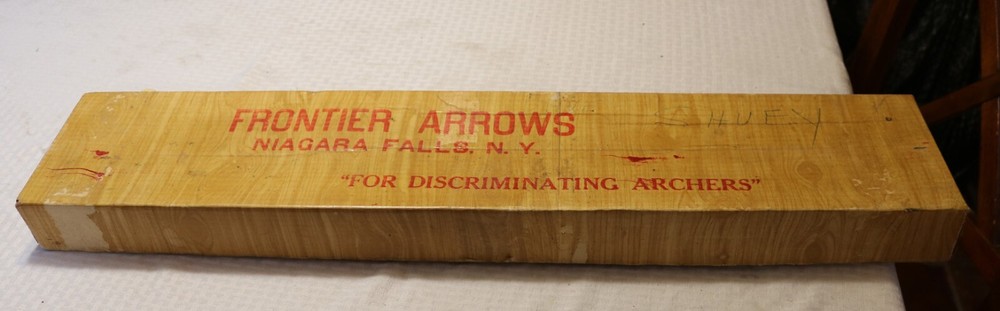 FRONTIER ARROWS
SHUEY
NIAGARA FALLS, N. Y.
"FOR DISCRIMINATING ARCHERS"